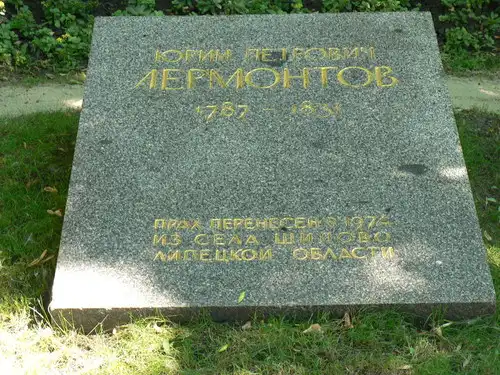 ЮРИЙ ПЕТРОВИЧ
ЛЕРМОНТОВ
1787 - 1831
ПРАХ ПЕРЕНЕСЕН В 1974
ИЗ СЕЛА ШИПОВО
ЛИПЕЦКОЙ ОБЛАСТИ